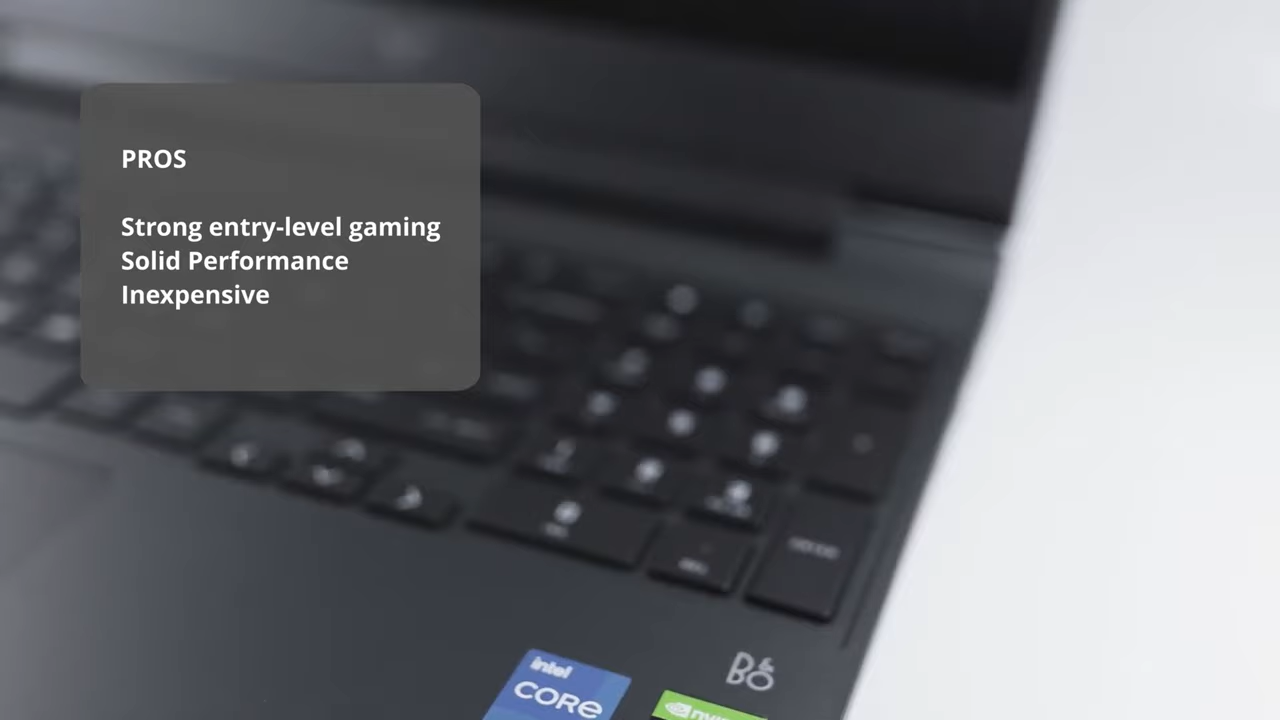 PROS
Strong entry-level gaming
Solid Performance
Inexpensive
intel
CORE
B&O